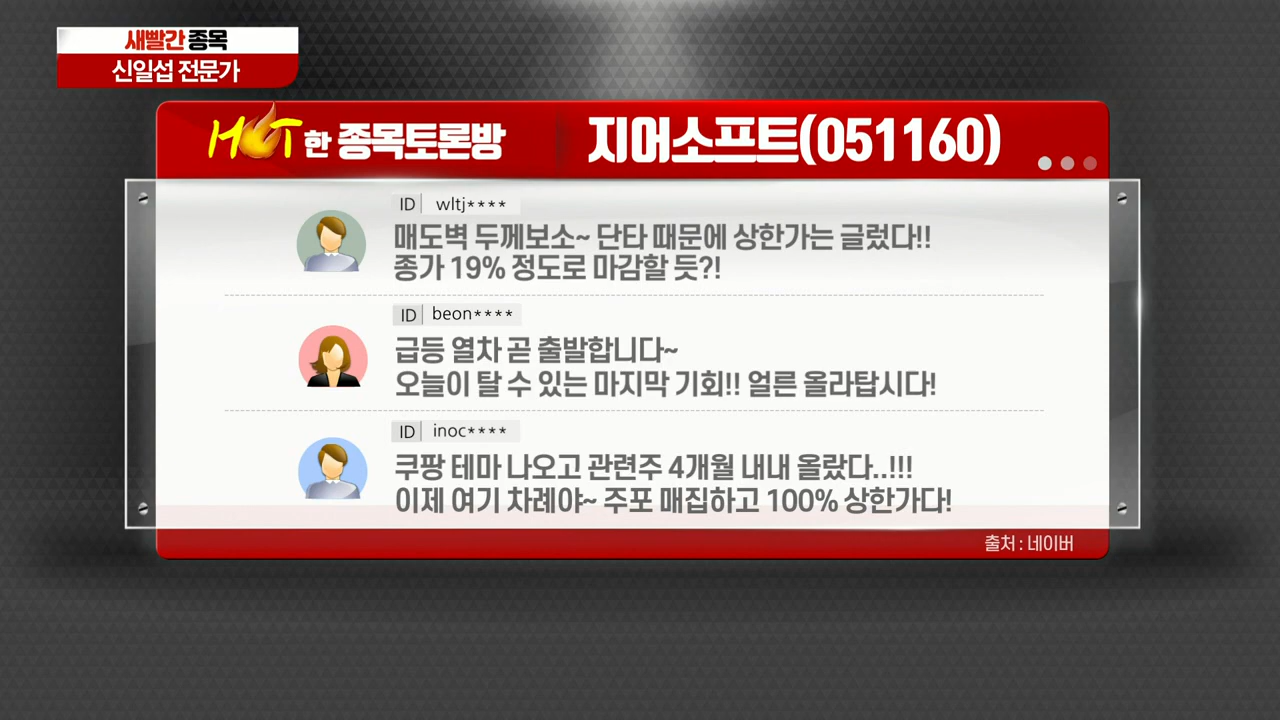 새빨간 종목
신일섭 전문가
HOT한 종목토론방
지어소프트(051160)
ID wltj****
매도벽 두께보소~ 단타 때문에 상한가는 글렀다!!
종가 19% 정도로 마감할 듯?!
ID beon****
급등 열차 곧 출발합니다~
오늘이 탈 수 있는 마지막 기회!! 얼른 올라탑시다!
ID inoc****
쿠팡 테마 나오고 관련주 4개월 내내 올랐다..!!!
이제 여기 차례야~ 주포 매집하고 100% 상한가다!
출처 : 네이버